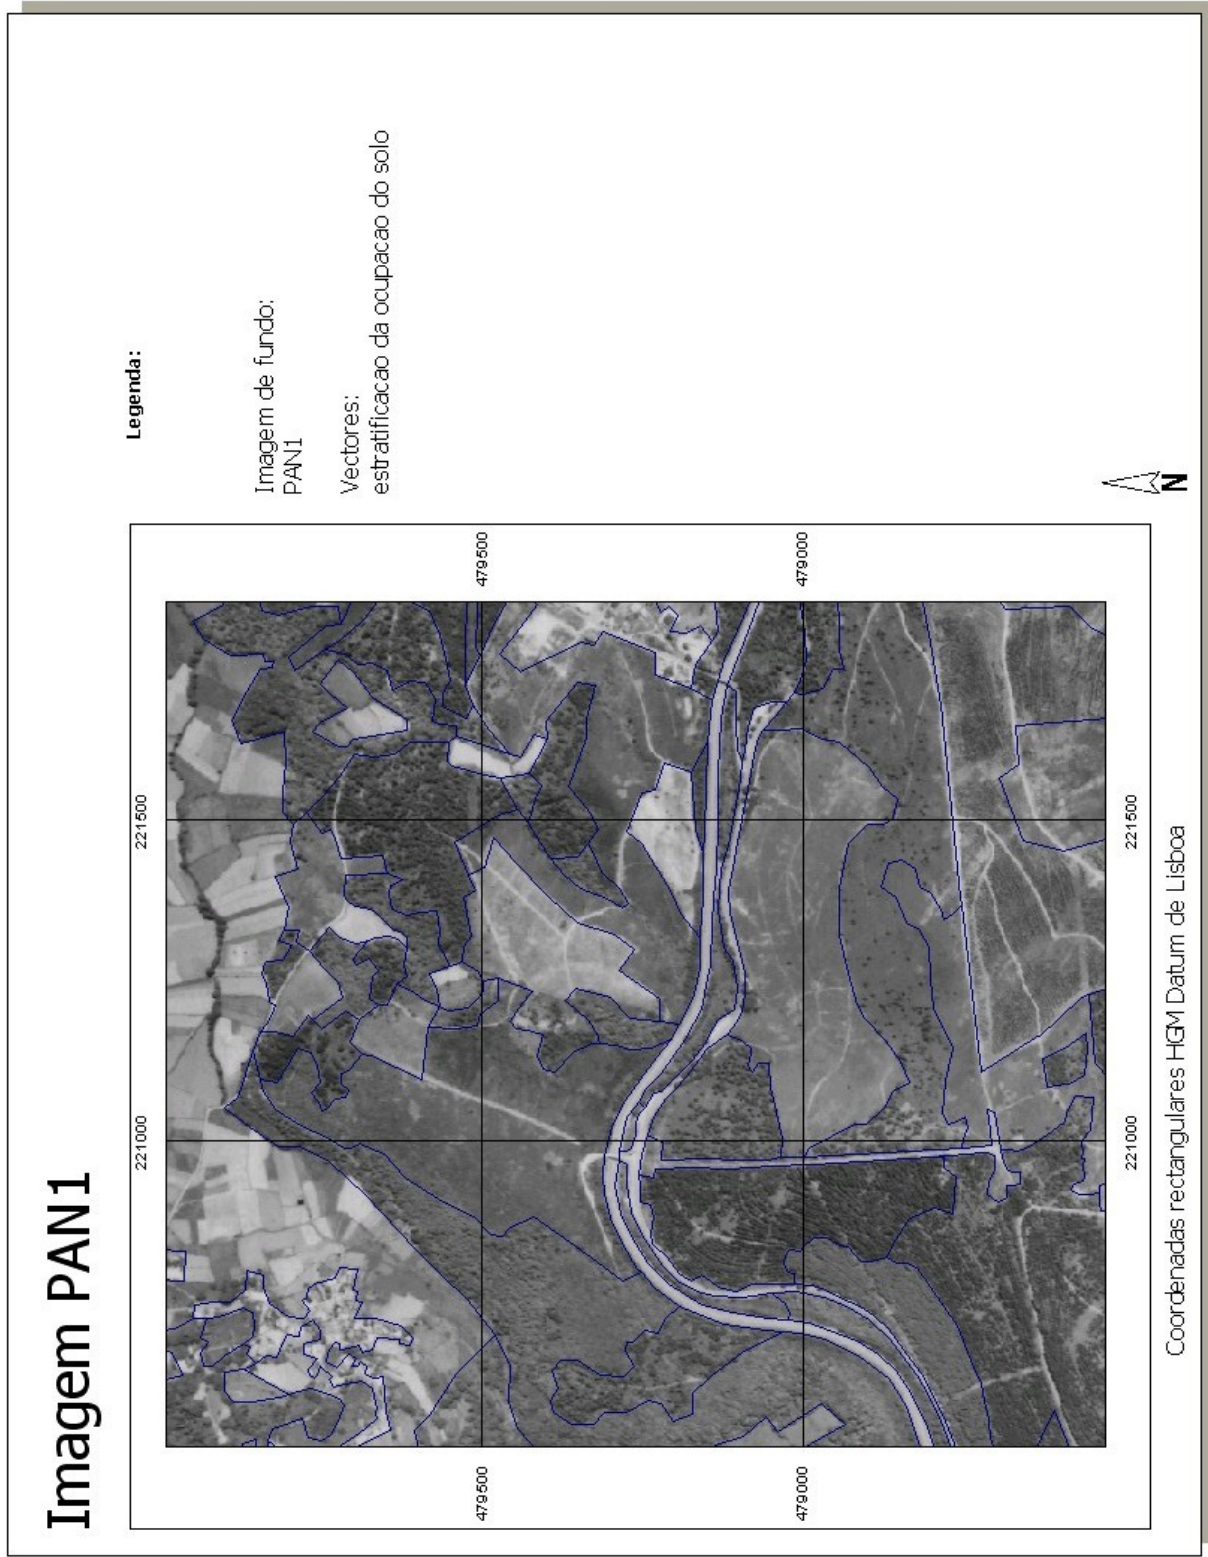 Imagem PAN1
Legenda:
Imagem de fundo:
PAN1
Vectores:
estratificacao da ocupacao do solo
221000
221500
479500
479500
479000
479000
221000
221500
N
Coordenadas rectangulares HGM Datum de Lisboa